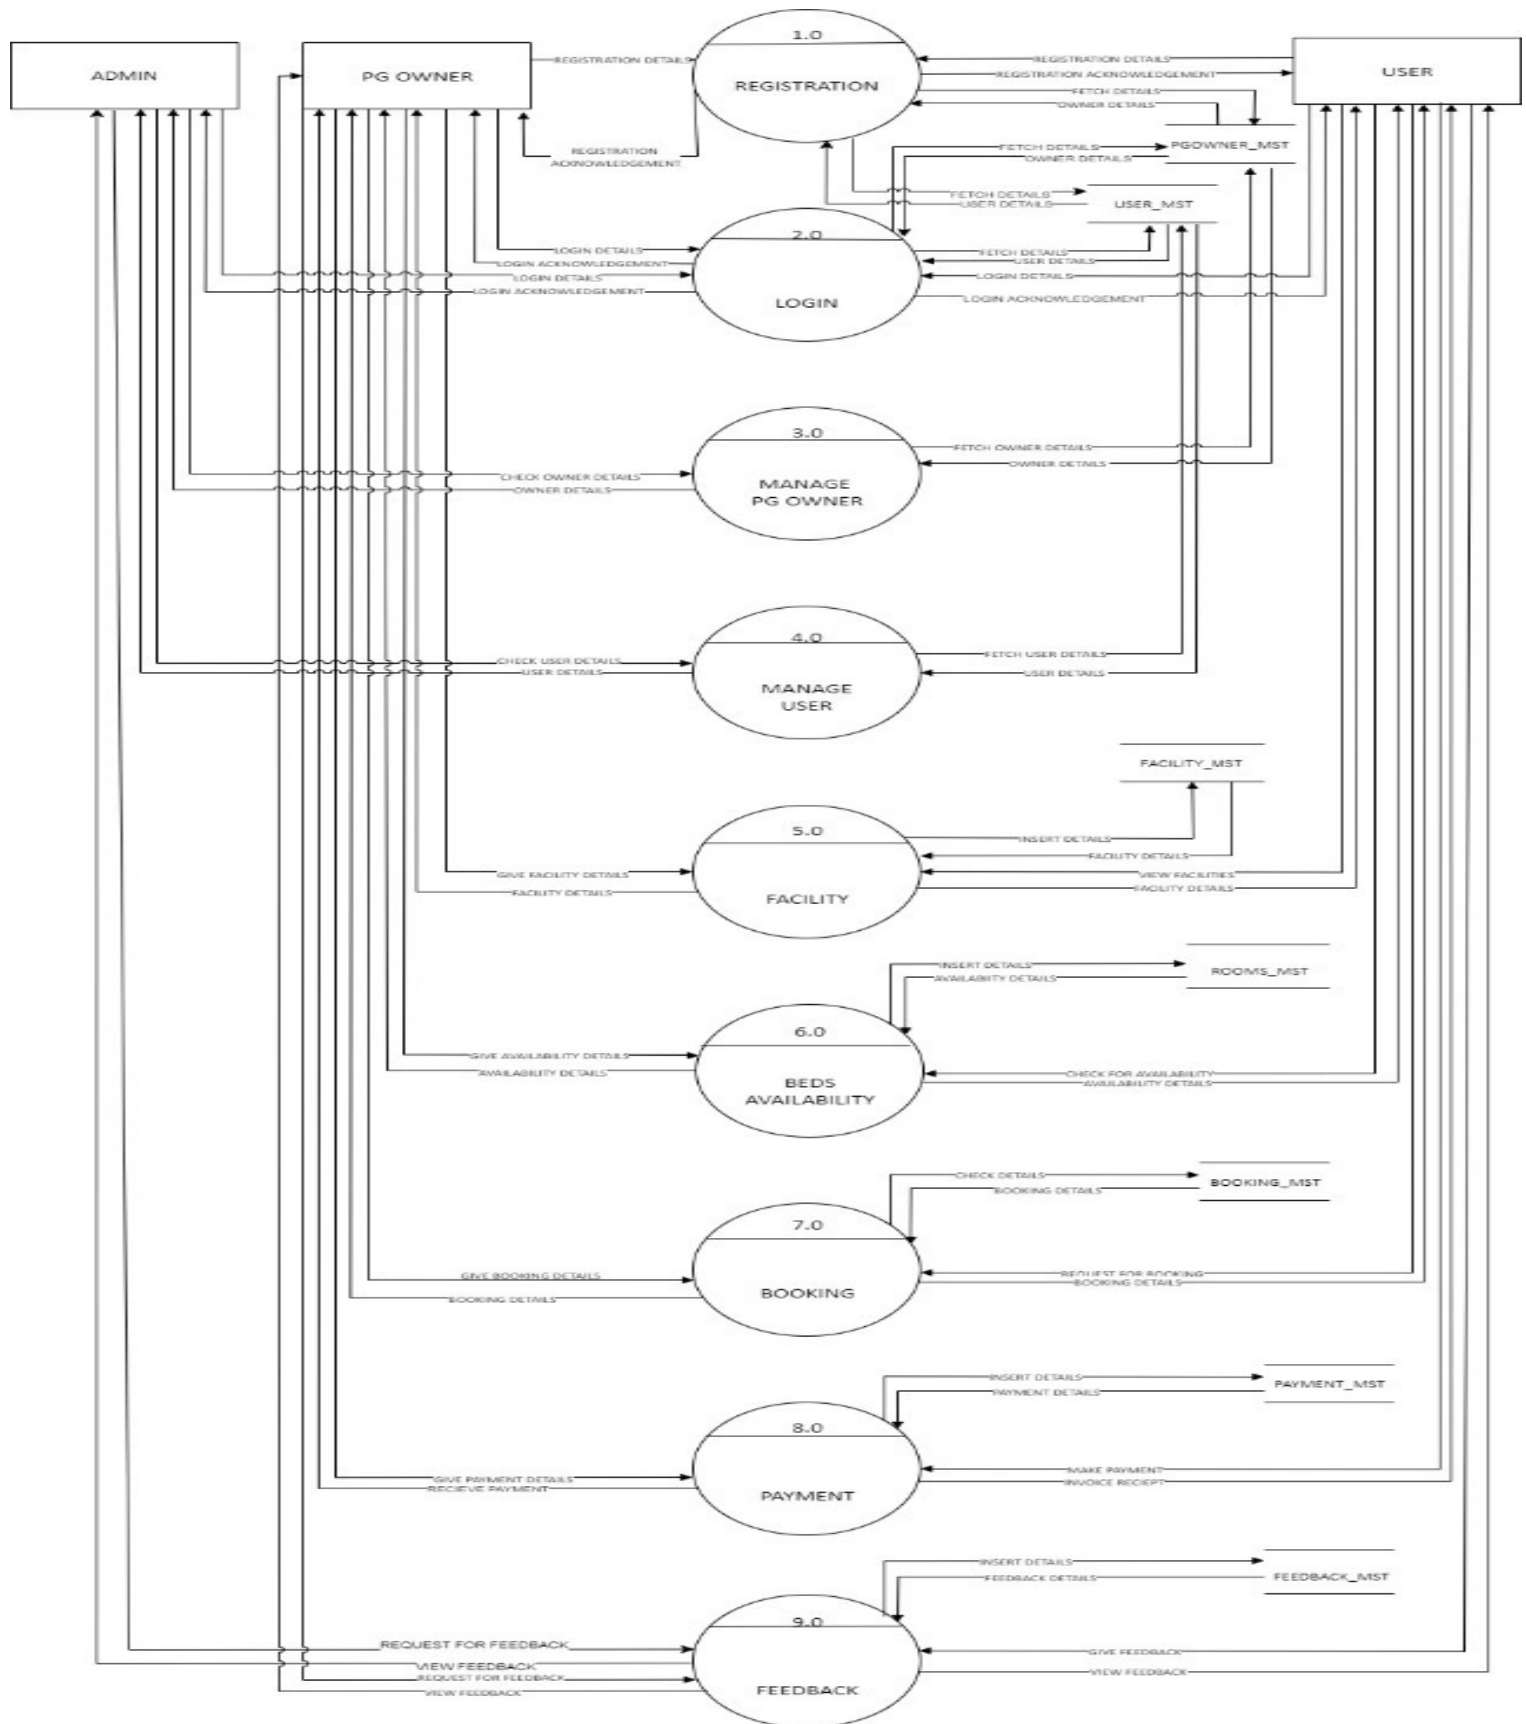 1.0
ADMIN
PG OWNER
REGISTRATION DETAILS
REGISTRATION
REGISTRATION DETAILS
REGISTRATION ACKNOWLEDGEMENT
USER
FETCH DETAILS
OWNER DETAILS
REGISTRATION
ACKNOWLEDGEMENT
FETCH DETAILS
OWNER DETAILS
PGOWNER_MST
FETCH DETAILS
USER DETAILS
USER_MST
2.0
LOGIN DETAILS
LOGIN ACKNOWLEDGEMENT
LOGIN DETAILS
LOGIN ACKNOWLEDGEMENT
LOGIN
FETCH DETAILS
USER DETAILS
LOGIN DETAILS
LOGIN ACKNOWLEDGEMENT
3.0
CHECK OWNER DETAILS
OWNER DETAILS
MANAGE
PG OWNER
FETCH OWNER DETAILS
OWNER DETAILS
4.0
CHECK USER DETAILS
USER DETAILS
MANAGE
USER
FETCH USER DETAILS
USER DETAILS
FACILITY_MST
5.0
INSERT DETAILS
FACILITY DETAILS
GIVE FACILITY DETAILS
FACILITY DETAILS
FACILITY
VIEW FACILITIES
FACILITY DETAILS
INSERT DETAILS
AVAILABIITY DETAILS
ROOMS_MST
6.0
GIVE AVAILABILITY DETAILS
AVAILABILITY DETAILS
BEDS
AVAILABILITY
CHECK FOR AVAILABILITY
AVAILABILITY DETAILS
CHECK DETAILS
BOOKING DETAILS
BOOKING_MST
7.0
GIVE BOOKING DETAILS
BOOKING DETAILS
BOOKING
REQUEST FOR BOOKING
BOOKING DETAILS
INSERT DETAILS
PAYMENT DETAILS
PAYMENT_MST
8.0
GIVE PAYMENT DETAILS
RECIEVE PAYMENT
PAYMENT
MAKE PAYMENT
INVOICE RECIEPT
INSERT DETAILS
FEEDBACK DETAILS
FEEDBACK_MST
9.0
REQUEST FOR FEEDBACK
VIEW FEEDBACK
REQUEST FOR FEEDBACK
VIEW FEEDBACK
FEEDBACK
GIVE FEEDBACK
VIEW FEEDBACK